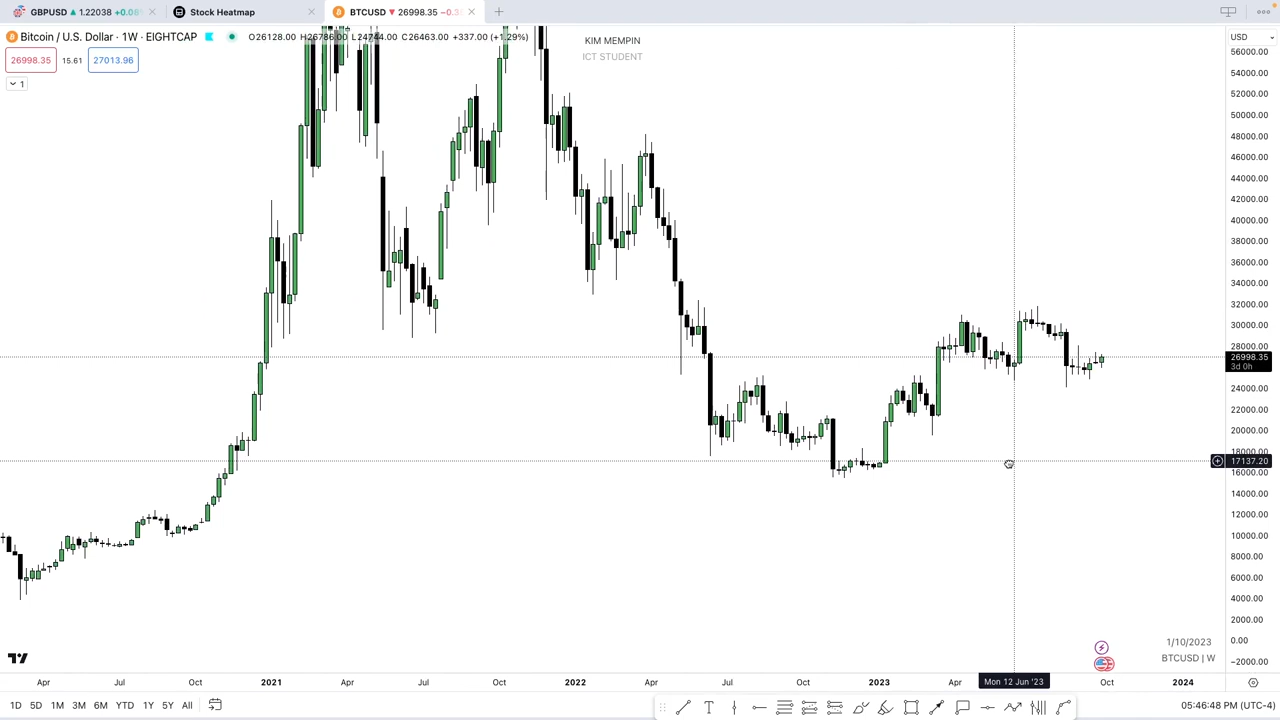 GBPUSD ▲ 1.22038 +0.08
Stock Heatmap
BTCUSD ▼ 26998.35 −0.3
Bitcoin / U.S. Dollar · 1W · EIGHTCAP
O26128.00 H26786.00 L24744.00 C26463.00 +337.00 (+1.29%)
KIM MEMPIN
ICT STUDENT
26998.35
15.61
27013.96
1
USD
56000.00
54000.00
52000.00
50000.00
48000.00
46000.00
44000.00
42000.00
40000.00
38000.00
36000.00
34000.00
32000.00
30000.00
28000.00
26998.35
3d 0h
24000.00
22000.00
20000.00
18000.00
17137.20
16000.00
14000.00
12000.00
10000.00
8000.00
6000.00
4000.00
2000.00
0.00
−2000.00
1/10/2023
BTCUSD | W
Apr
Jul
Oct
2021
Apr
Jul
Oct
2022
Apr
Jul
Oct
2023
Apr
Mon 12 Jun '23
Oct
2024
1D 5D 1M 3M 6M YTD 1Y 5Y All
05:46:48 PM (UTC-4)